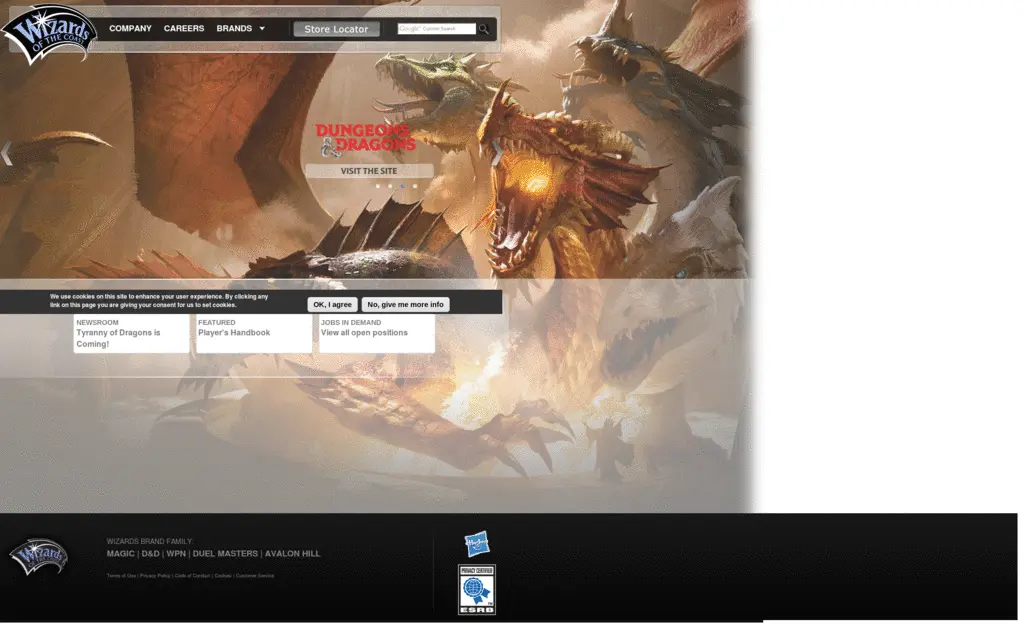 Wizards
OF THE COAST
COMPANY CAREERS BRANDS Store Locator Google™ Custom Search
DUNGEONS
& DRAGONS
VISIT THE SITE
We use cookies on this site to enhance your user experience. By clicking any
link on this page you are giving your consent for us to set cookies.
OK, I agree No, give me more info
NEWSROOM
Tyranny of Dragons is
Coming!
FEATURED
Player's Handbook
JOBS IN DEMAND
View all open positions
Wizards
OF THE COAST
WIZARDS BRAND FAMILY:
MAGIC | D&D | WPN | DUEL MASTERS | AVALON HILL
Terms of Use | Privacy Policy | Code of Conduct | Cookies | Customer Service
Hasbro
PRIVACY CERTIFIED
ESRB